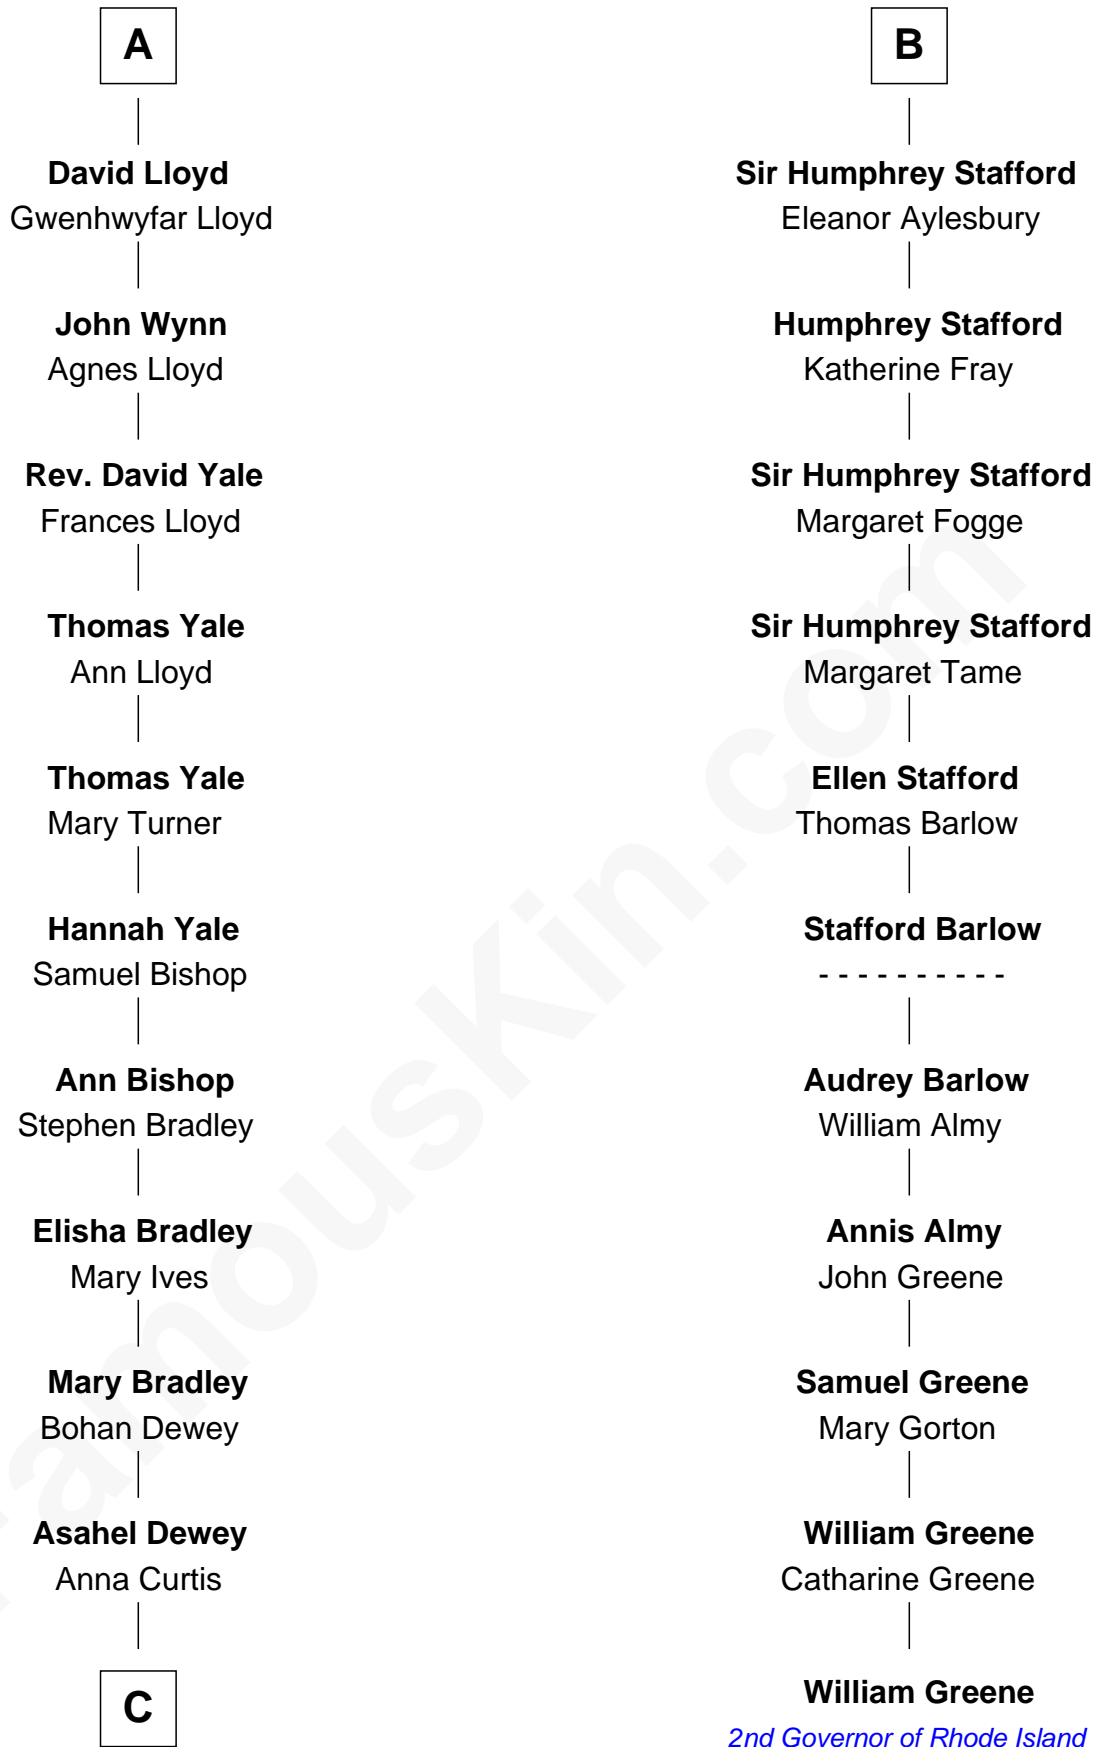 A
David Lloyd
Gwenhwyfar Lloyd
John Wynn
Agnes Lloyd
Rev. David Yale
Frances Lloyd
Thomas Yale
Ann Lloyd
Thomas Yale
Mary Turner
Hannah Yale
Samuel Bishop
Ann Bishop
Stephen Bradley
Elisha Bradley
Mary Ives
Mary Bradley
Bohan Dewey
Asahel Dewey
Anna Curtis
C
B
Sir Humphrey Stafford
Eleanor Aylesbury
Humphrey Stafford
Katherine Fray
Sir Humphrey Stafford
Margaret Fogge
Sir Humphrey Stafford
Margaret Tame
Ellen Stafford
Thomas Barlow
Stafford Barlow
- - - - - - - - - -
Audrey Barlow
William Almy
Annis Almy
John Greene
Samuel Greene
Mary Gorton
William Greene
Catharine Greene
William Greene
2nd Governor of Rhode Island
FamousKin.com